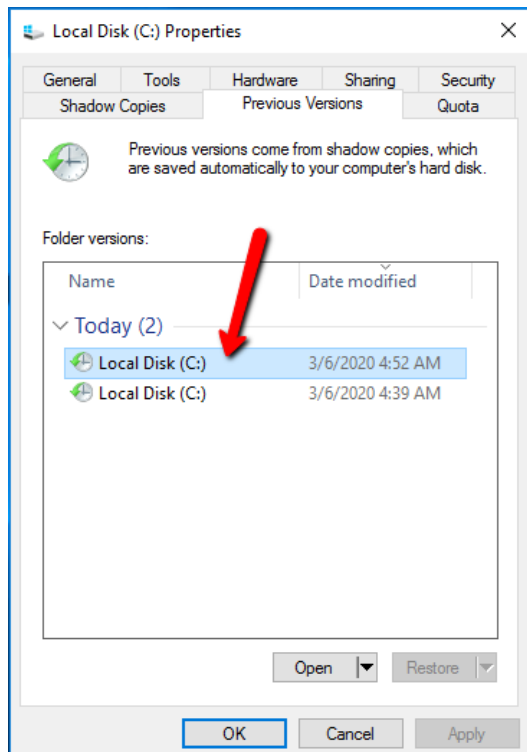 Local Disk (C:) Properties
General Tools Hardware Sharing Security
Shadow Copies Previous Versions Quota
Previous versions come from shadow copies, which
are saved automatically to your computer's hard disk.
Folder versions:
Name Date modified
Today (2)
Local Disk (C:) 3/6/2020 4:52 AM
Local Disk (C:) 3/6/2020 4:39 AM
Open Restore
OK Cancel Apply